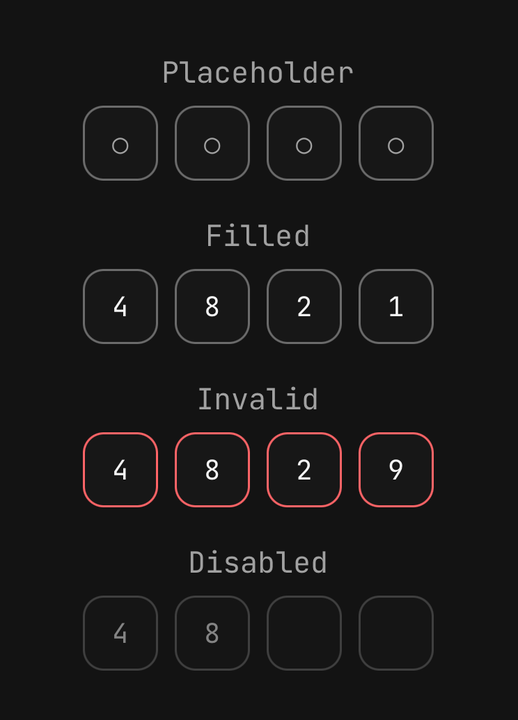 Placeholder
○ ○ ○ ○
Filled
4 8 2 1
Invalid
4 8 2 9
Disabled
4 8